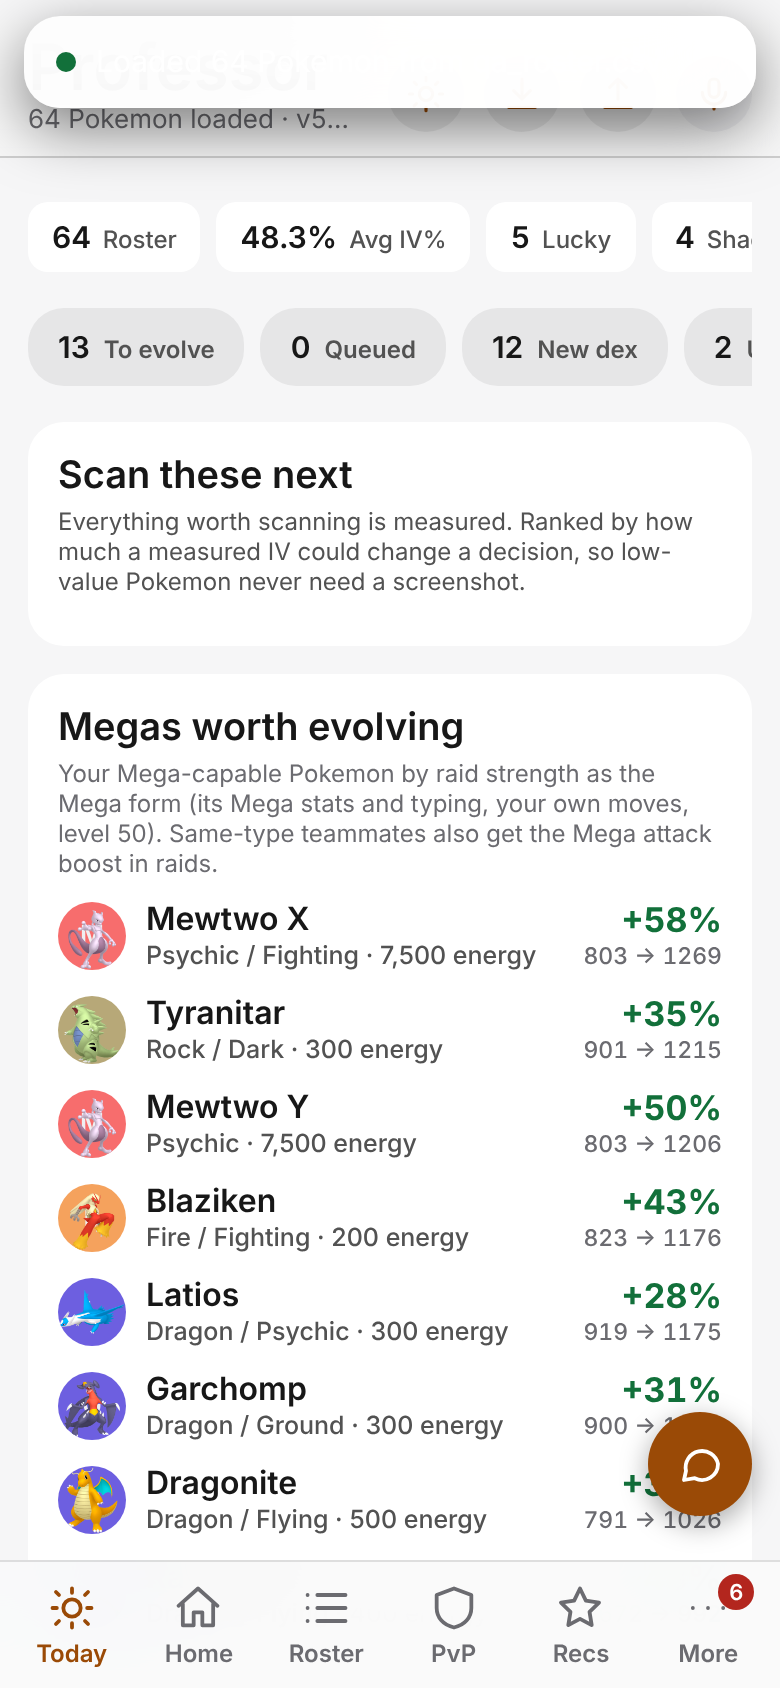 Professor
64 Pokemon loaded · v5...
64 Roster
48.3% Avg IV%
5 Lucky
4
13 To evolve
0 Queued
12 New dex
2
Scan these next
Everything worth scanning is measured. Ranked by how
much a measured IV could change a decision, so low-
value Pokemon never need a screenshot.
Megas worth evolving
Your Mega-capable Pokemon by raid strength as the
Mega form (its Mega stats and typing, your own moves,
level 50). Same-type teammates also get the Mega attack
boost in raids.
Mewtwo X
+58%
Psychic / Fighting · 7,500 energy
803 → 1269
Tyranitar
+35%
Rock / Dark · 300 energy
901 → 1215
Mewtwo Y
+50%
Psychic · 7,500 energy
803 → 1206
Blaziken
+43%
Fire / Fighting · 200 energy
823 → 1176
Latios
+28%
Dragon / Psychic · 300 energy
919 → 1175
Garchomp
+31%
Dragon / Ground · 300 energy
900 →
Dragonite
Dragon / Flying · 500 energy
791 → 1026
6
Today
Home
Roster
PvP
Recs
More